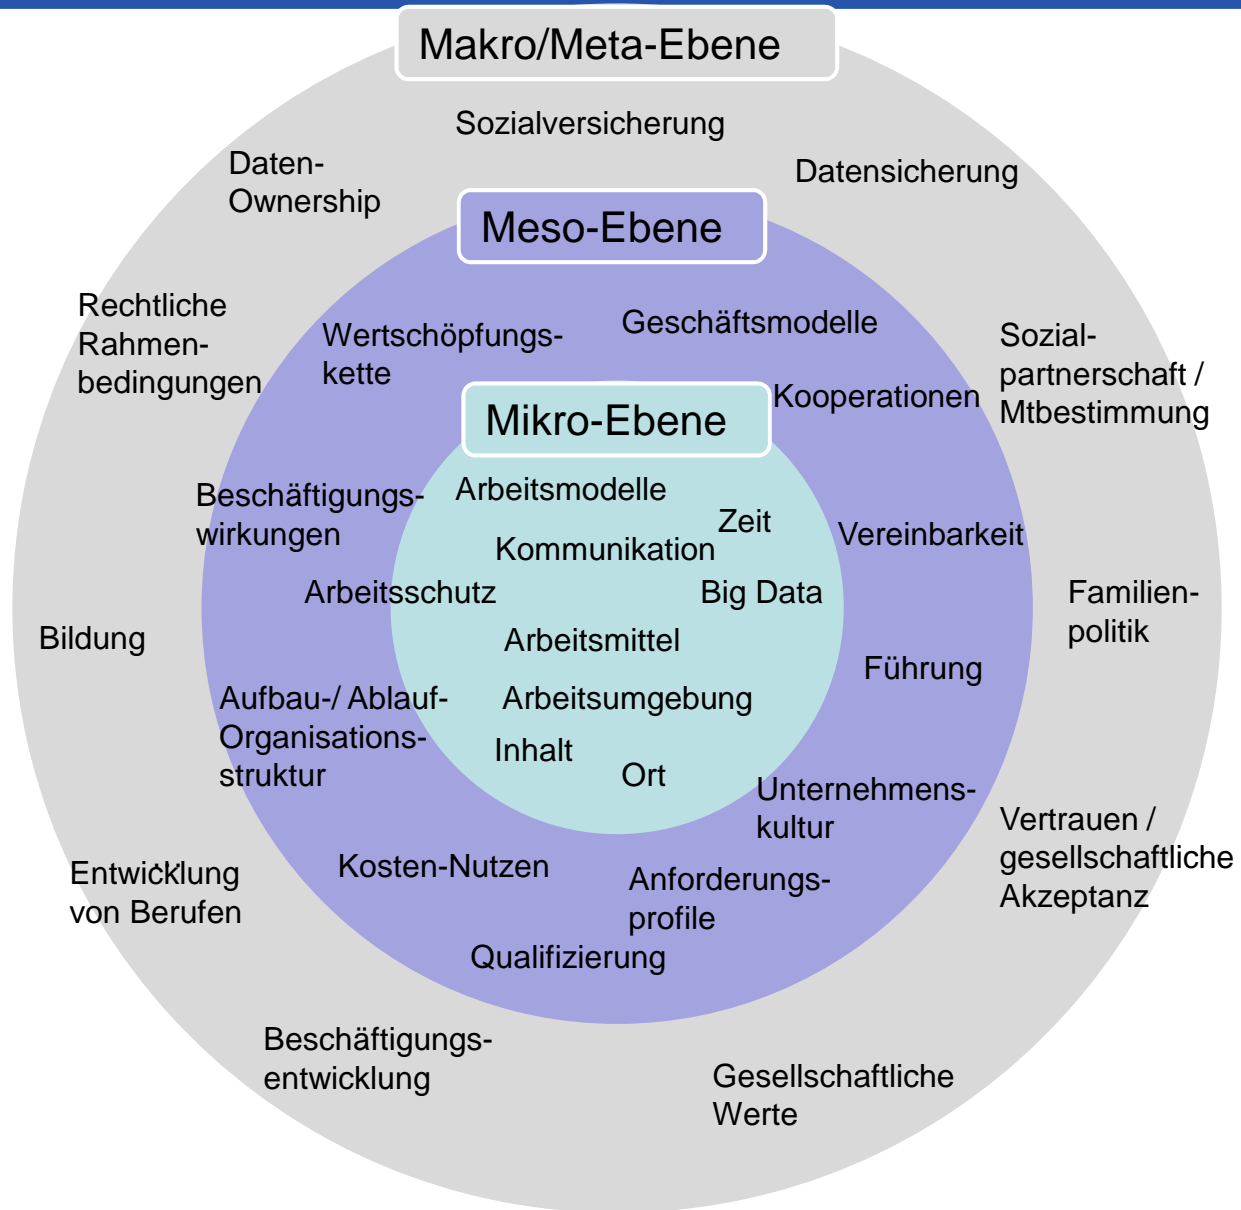 Makro/Meta-Ebene
Sozialversicherung
Daten-
Ownership
Datensicherung
Meso-Ebene
Rechtliche
Rahmen-
bedingungen
Wertschöpfungs-
kette
Geschäftsmodelle
Kooperationen
Sozial-
partnerschaft /
Mtbestimmung
Mikro-Ebene
Beschäftigungs-
wirkungen
Arbeitsmodelle
Zeit
Kommunikation
Vereinbarkeit
Arbeitsschutz
Big Data
Familien-
politik
Bildung
Arbeitsmittel
Führung
Aufbau-/ Ablauf-
Organisations-
struktur
Arbeitsumgebung
Inhalt
Ort
Unternehmens-
kultur
Vertrauen /
gesellschaftliche
Akzeptanz
Entwicklung
von Berufen
Kosten-Nutzen
Anforderungs-
profile
Qualifizierung
Beschäftigungs-
entwicklung
Gesellschaftliche
Werte